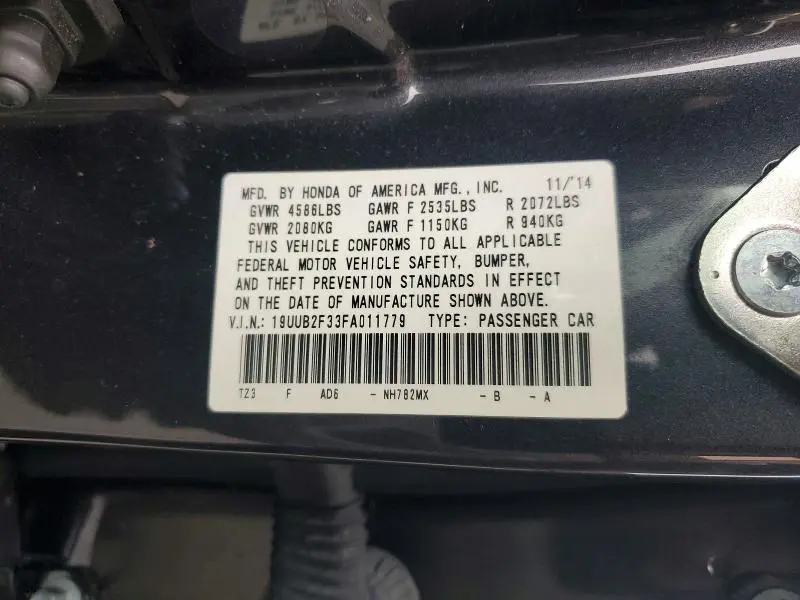 MFD. BY HONDA OF AMERICA MFG., INC. 11/'14
GVWR 4586LBS GAWR F 2535LBS R 2072LBS
GVWR 2080KG GAWR F 1150KG R 940KG
THIS VEHICLE CONFORMS TO ALL APPLICABLE
FEDERAL MOTOR VEHICLE SAFETY, BUMPER,
AND THEFT PREVENTION STANDARDS IN EFFECT
ON THE DATE OF MANUFACTURE SHOWN ABOVE.
V.I.N.: 19UUB2F33FA011779 TYPE: PASSENGER CAR
TZ3 F AD6 - NH782MX - B - A